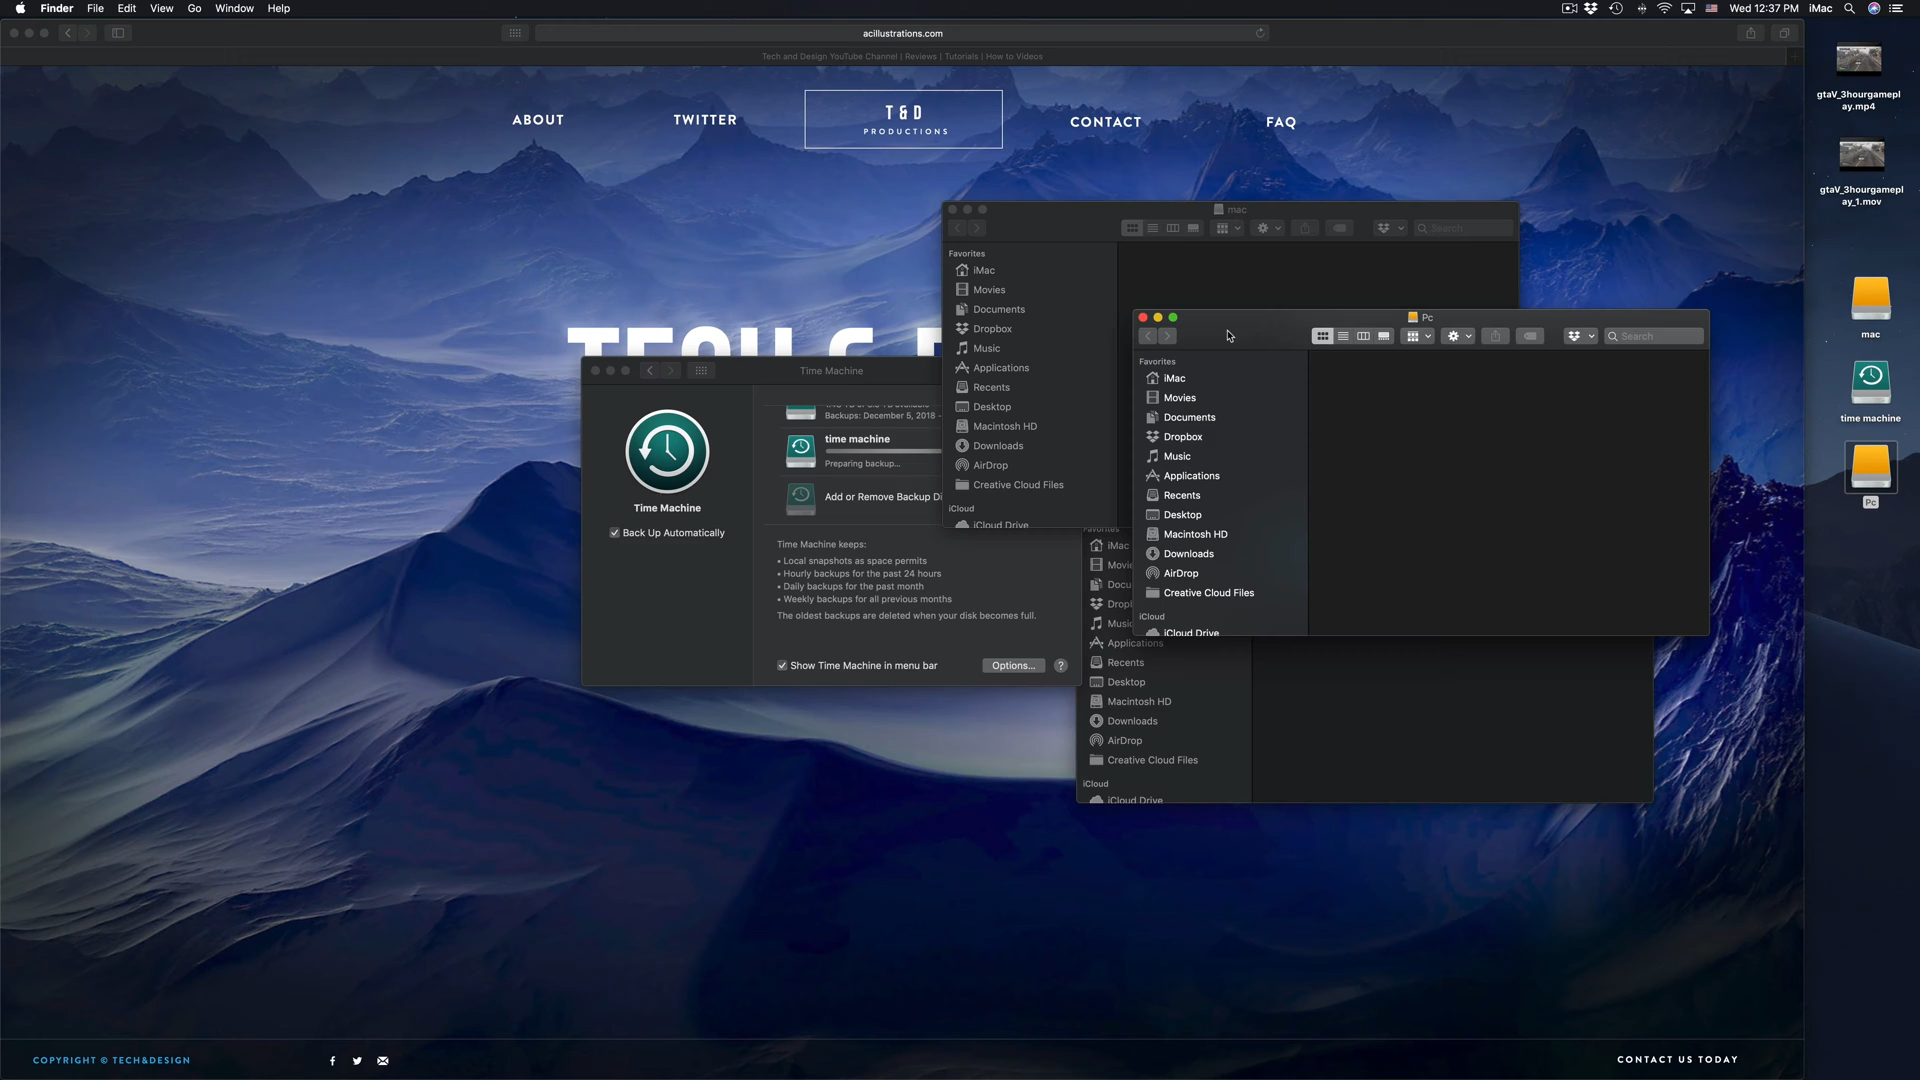 Finder File Edit View Go Window Help
Wed 12:37 PM iMac
acillustrations.com
Tech and Design YouTube Channel | Reviews | Tutorials | How to Videos
ABOUT
TWITTER
T & D
PRODUCTIONS
CONTACT
FAQ
gtaV_3hourgamepl
ay.mp4
gtaV_3hourgamepl
ay_1.mov
mac
time machine
Pc
mac
Search
Favorites
iMac
Movies
Documents
Dropbox
Music
Applications
Recents
Desktop
Macintosh HD
Downloads
AirDrop
Creative Cloud Files
iCloud
iCloud Drive
Pc
Search
Favorites
iMac
Movies
Documents
Dropbox
Music
Applications
Recents
Desktop
Macintosh HD
Downloads
AirDrop
Creative Cloud Files
iCloud
iCloud Drive
Time Machine
Time Machine
Back Up Automatically
Backups: December 5, 2018 -
time machine
Preparing backup...
Add or Remove Backup Di
Time Machine keeps:
• Local snapshots as space permits
• Hourly backups for the past 24 hours
• Daily backups for the past month
• Weekly backups for all previous months
The oldest backups are deleted when your disk becomes full.
Show Time Machine in menu bar
Options... ?
Favorites
iMac
Movie
Docu
Dropl
Music
Applications
Recents
Desktop
Macintosh HD
Downloads
AirDrop
Creative Cloud Files
iCloud
iCloud Drive
COPYRIGHT © TECH&DESIGN
CONTACT US TODAY